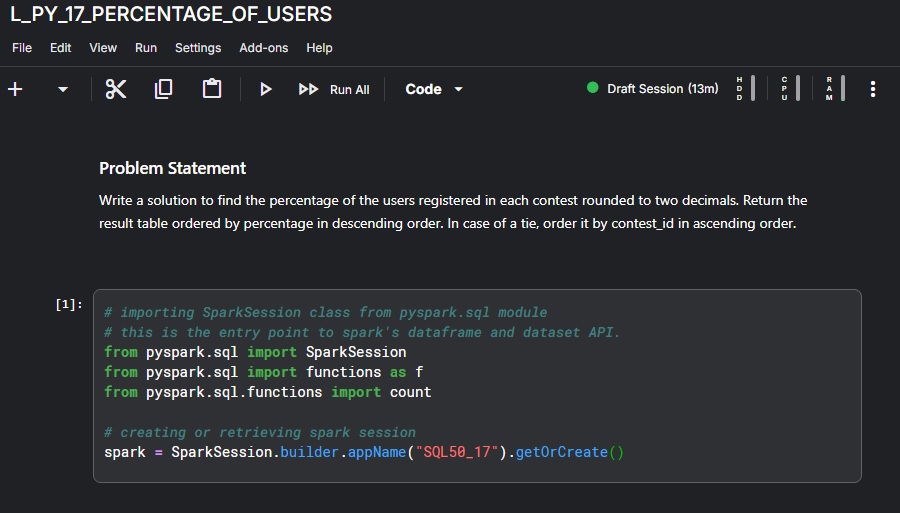 L_PY_17_PERCENTAGE_OF_USERS
File Edit View Run Settings Add-ons Help
Run All Code Draft Session (13m) HDD CPU RAM
Problem Statement
Write a solution to find the percentage of the users registered in each contest rounded to two decimals. Return the
result table ordered by percentage in descending order. In case of a tie, order it by contest_id in ascending order.
[1]:
# importing SparkSession class from pyspark.sql module
# this is the entry point to spark's dataframe and dataset API.
from pyspark.sql import SparkSession
from pyspark.sql import functions as f
from pyspark.sql.functions import count
# creating or retrieving spark session
spark = SparkSession.builder.appName("SQL50_17").getOrCreate()